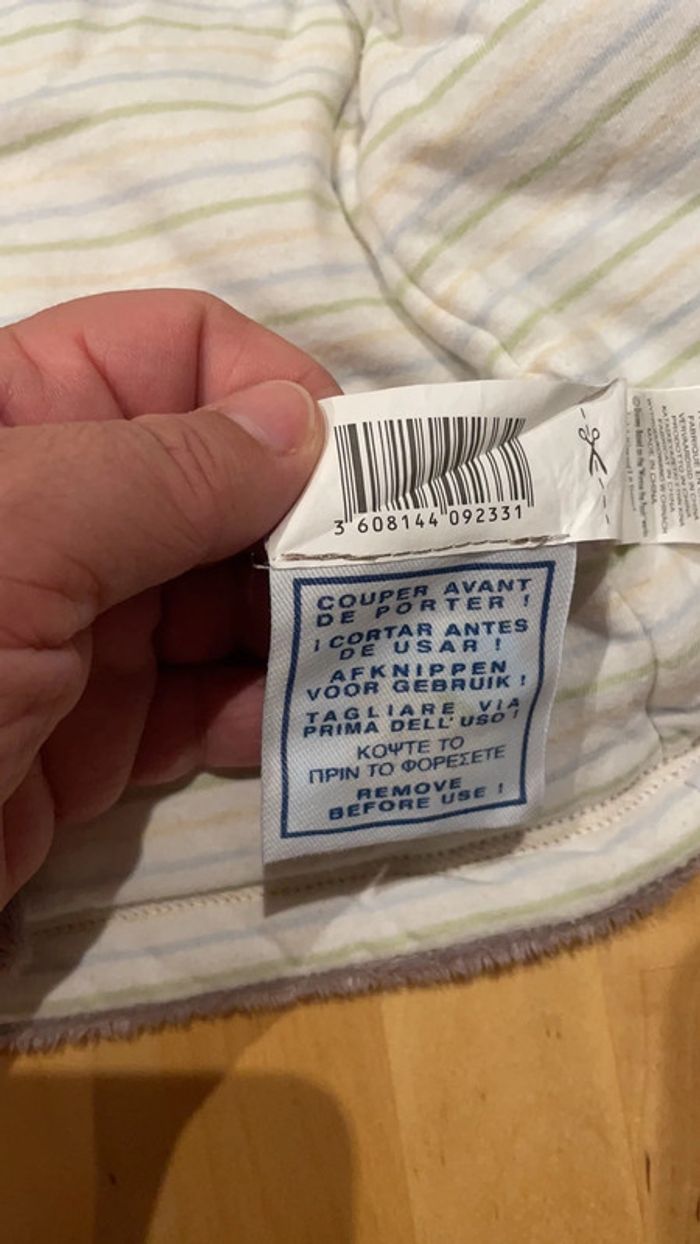 3 608144 092331
COUPER AVANT
DE PORTER !
¡ CORTAR ANTES
DE USAR !
AFKNIPPEN
VOOR GEBRUIK !
TAGLIARE VIA
PRIMA DELL'USO !
ΚΟΨΤΕ ΤΟ
ΠΡΙΝ ΤΟ ΦΟΡΕΣΕΤΕ
REMOVE
BEFORE USE !
MADE IN CHINA